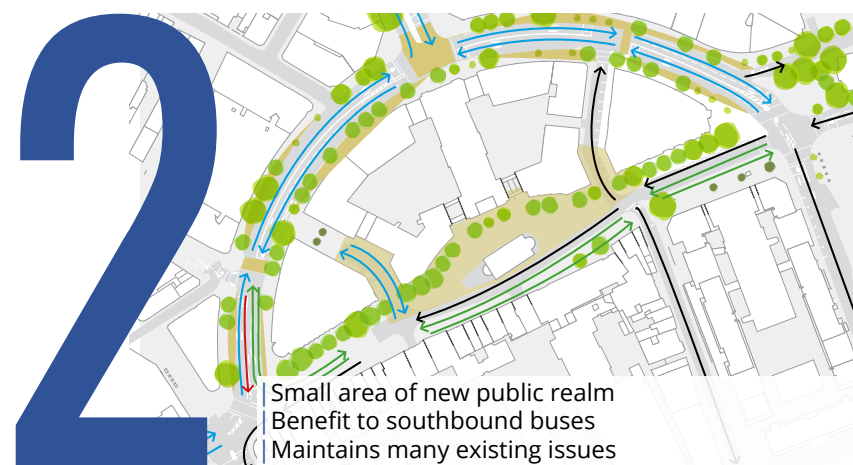 2
Small area of new public realm
Benefit to southbound buses
Maintains many existing issues